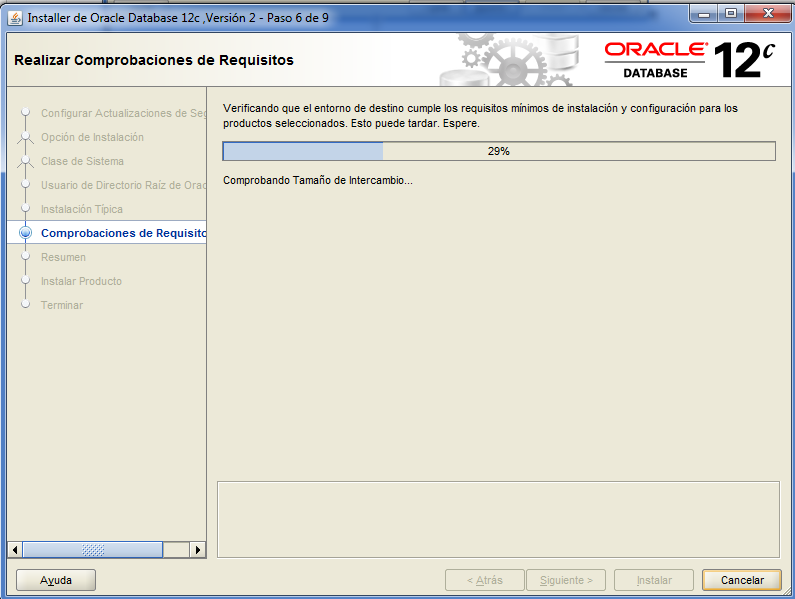 Installer de Oracle Database 12c ,Versión 2 - Paso 6 de 9
Realizar Comprobaciones de Requisitos
ORACLE®
DATABASE
12c
Configurar Actualizaciones de Seg
Opción de Instalación
Clase de Sistema
Usuario de Directorio Raíz de Orac
Instalación Típica
Comprobaciones de Requisito
Resumen
Instalar Producto
Terminar
Verificando que el entorno de destino cumple los requisitos mínimos de instalación y configuración para los
productos seleccionados. Esto puede tardar. Espere.
29%
Comprobando Tamaño de Intercambio...
Ayuda
< Atrás
Siguiente >
Instalar
Cancelar